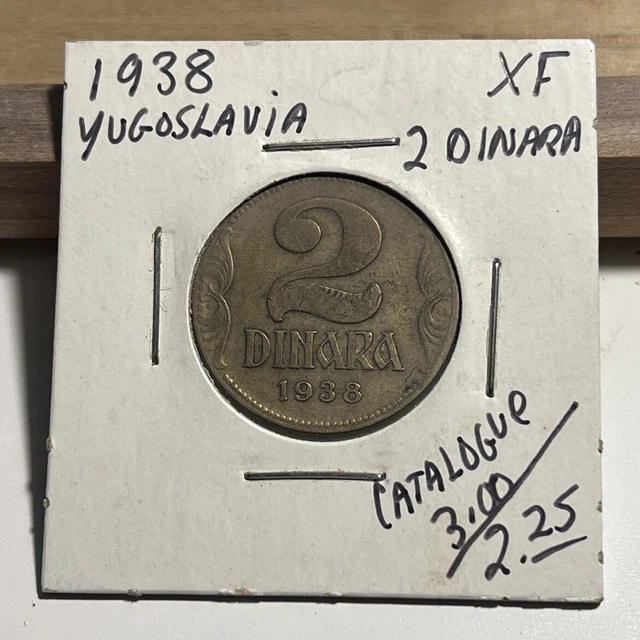 1938 XF
YUGOSLAVIA 2 DINARA
2
DINARA
1938
CATALOGUE
3.00
2.25